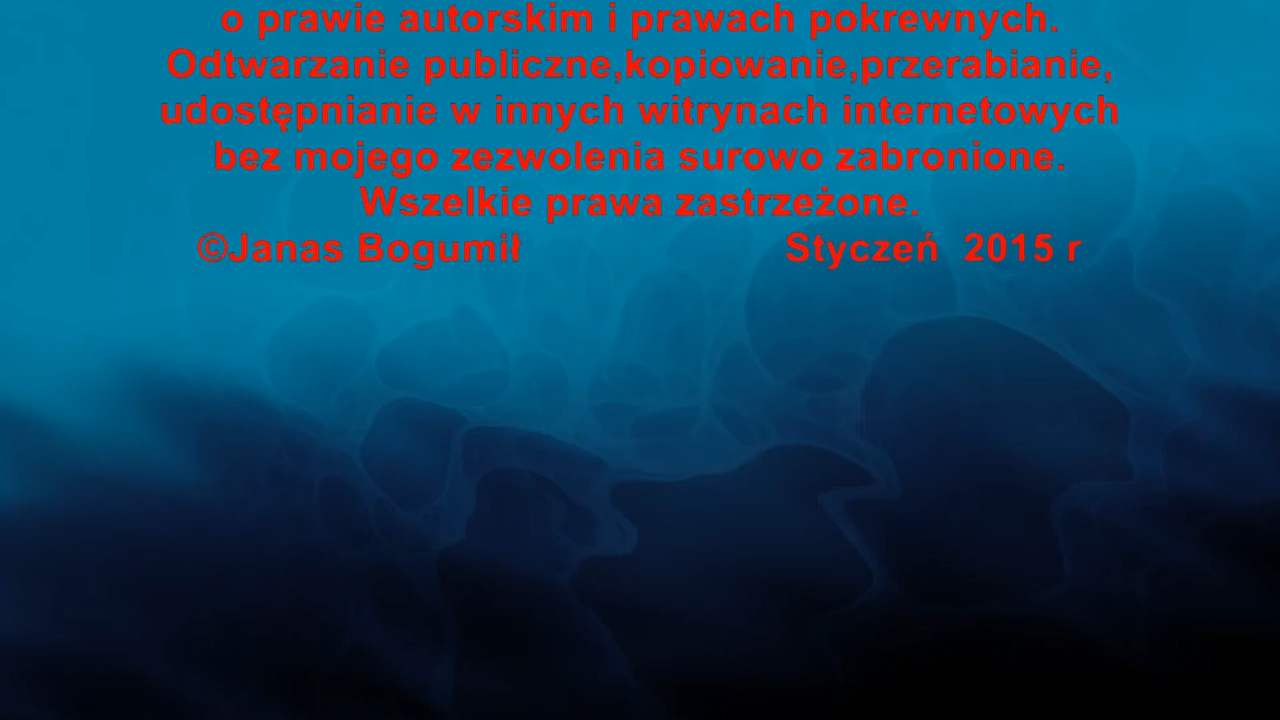 o prawie autorskim i prawach pokrewnych.
Odtwarzanie publiczne,kopiowanie,przerabianie,
udostępnianie w innych witrynach internetowych
bez mojego zezwolenia surowo zabronione.
Wszelkie prawa zastrzeżone.
©Janas Bogumił Styczeń 2015 r